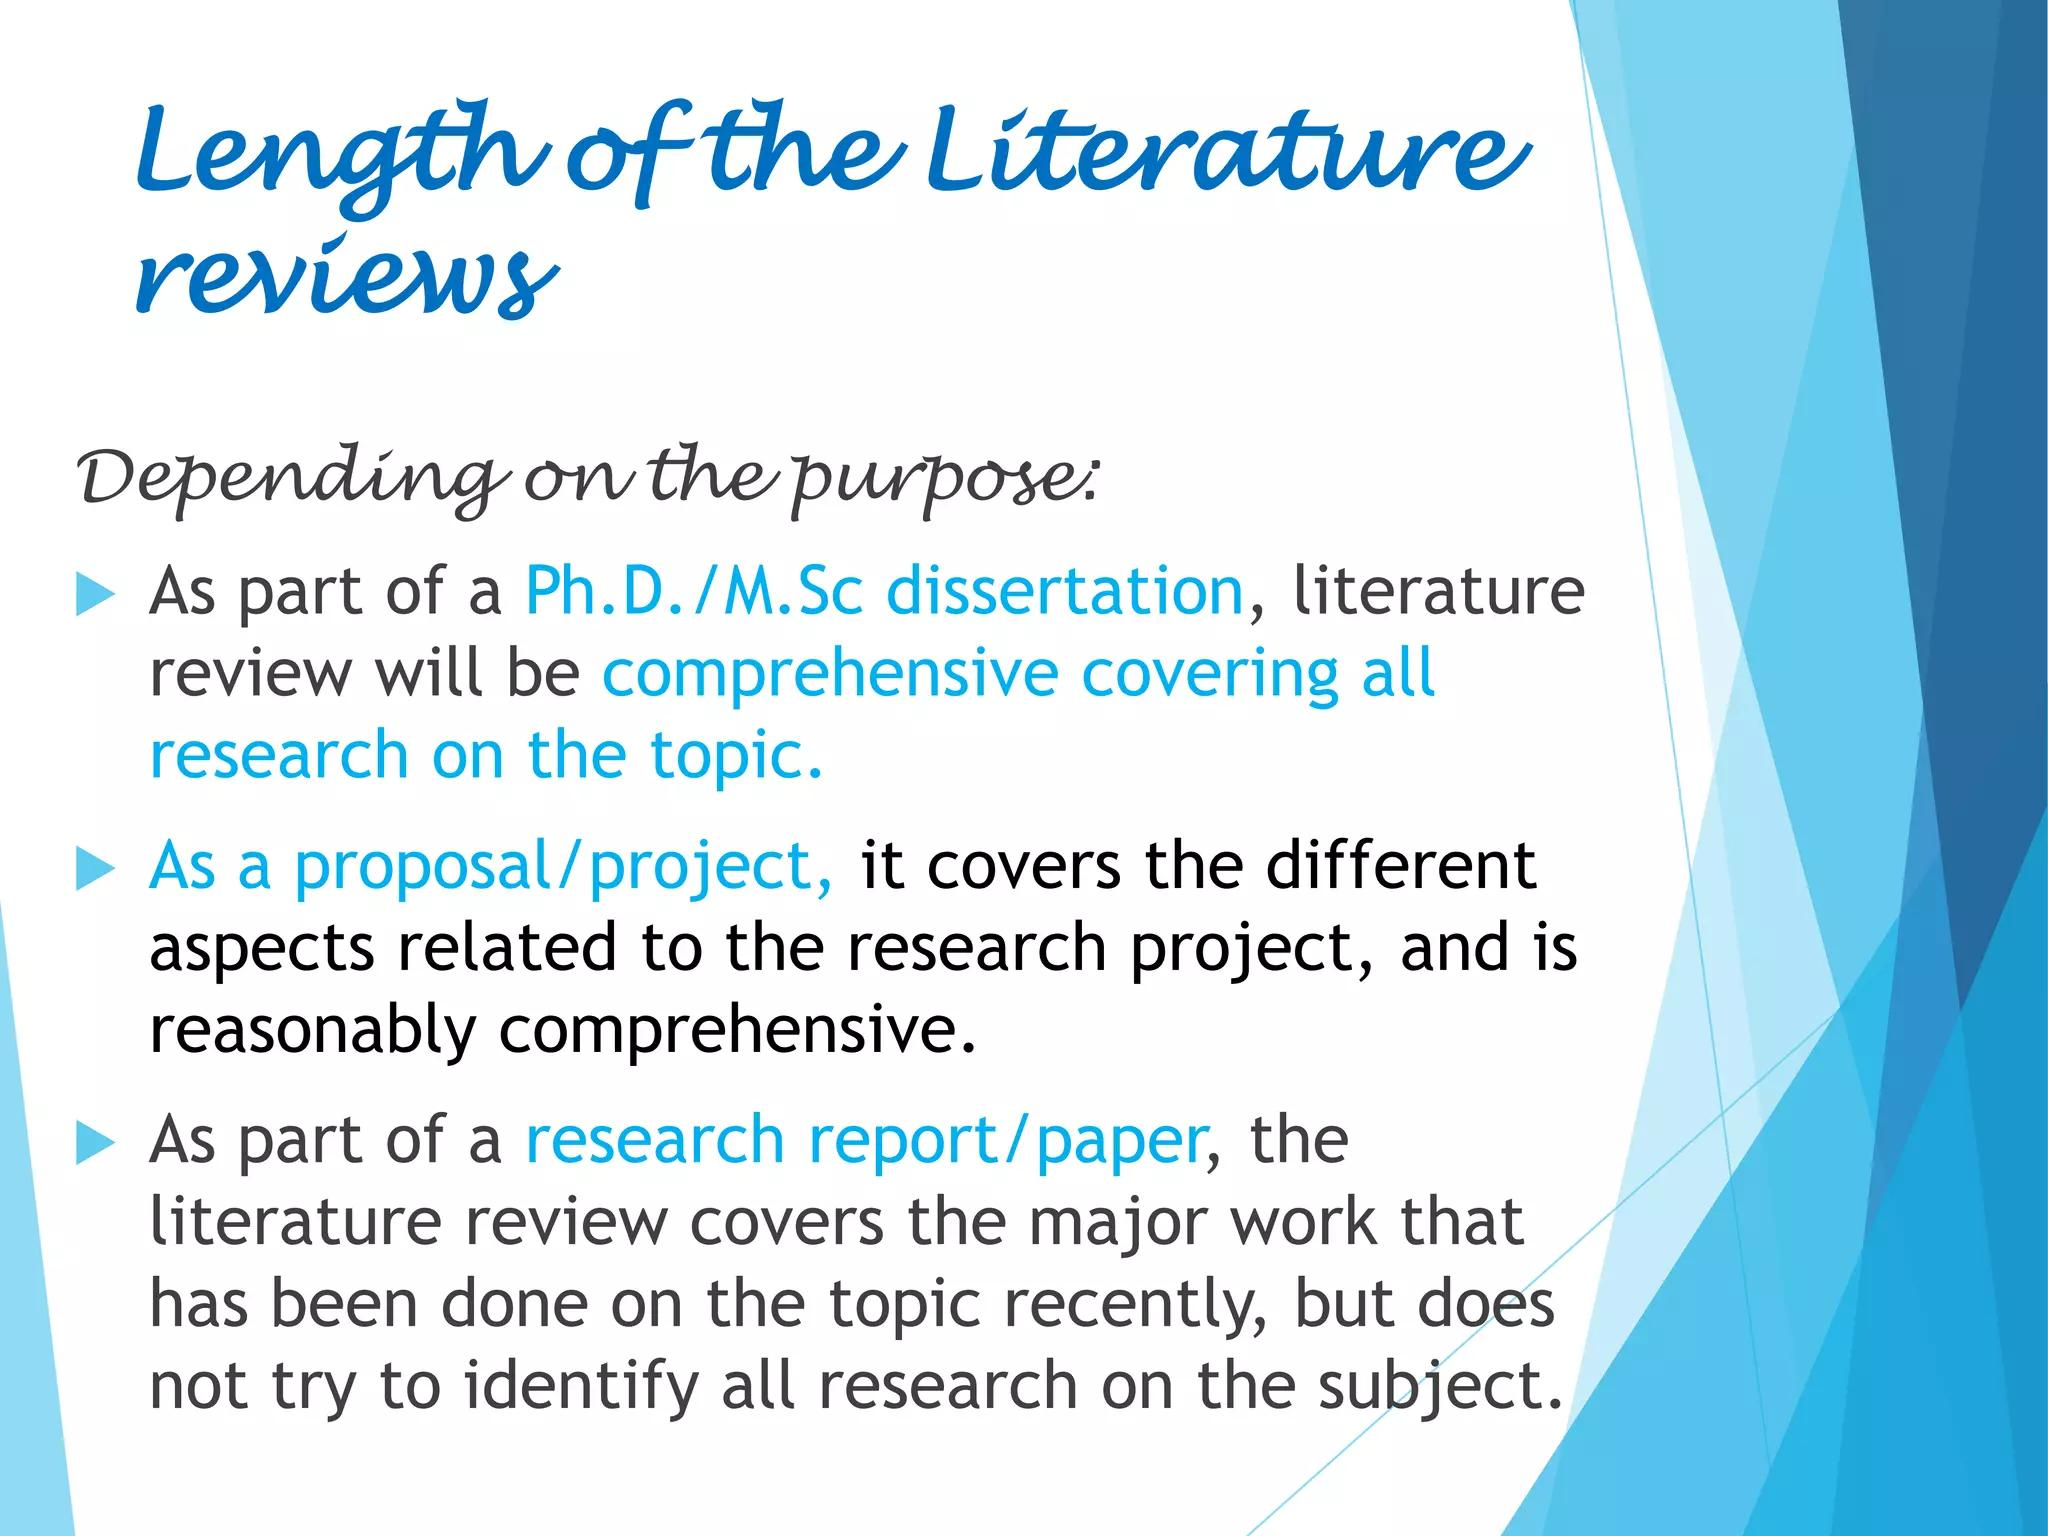 Length of the Literature
reviews
Depending on the purpose:
As part of a Ph.D./M.Sc dissertation, literature
review will be comprehensive covering all
research on the topic.
As a proposal/project, it covers the different
aspects related to the research project, and is
reasonably comprehensive.
As part of a research report/paper, the
literature review covers the major work that
has been done on the topic recently, but does
not try to identify all research on the subject.